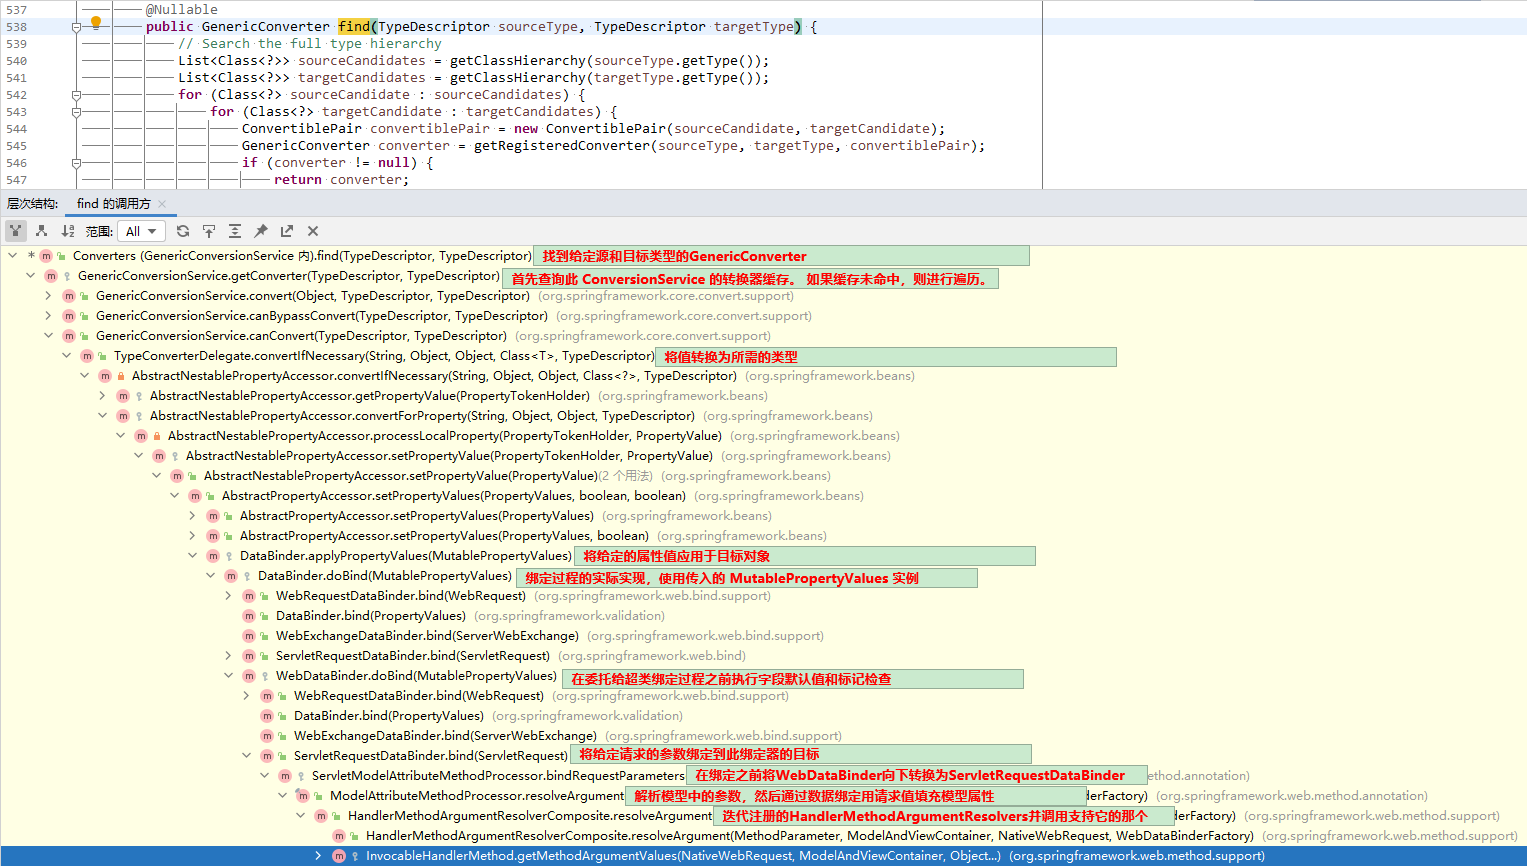 537 @Nullable
538 public GenericConverter find(TypeDescriptor sourceType, TypeDescriptor targetType) {
539 // Search the full type hierarchy
540 List<Class<?>> sourceCandidates = getClassHierarchy(sourceType.getType());
541 List<Class<?>> targetCandidates = getClassHierarchy(targetType.getType());
542 for (Class<?> sourceCandidate : sourceCandidates) {
543 for (Class<?> targetCandidate : targetCandidates) {
544 ConvertiblePair convertiblePair = new ConvertiblePair(sourceCandidate, targetCandidate);
545 GenericConverter converter = getRegisteredConverter(sourceType, targetType, convertiblePair);
546 if (converter != null) {
547 return converter;
层次结构: find 的调用方
范围: All
* Converters (GenericConversionService 内).find(TypeDescriptor, TypeDescriptor) 找到给定源和目标类型的GenericConverter
GenericConversionService.getConverter(TypeDescriptor, TypeDescriptor) 首先查询此 ConversionService 的转换器缓存。 如果缓存未命中，则进行遍历。
GenericConversionService.convert(Object, TypeDescriptor, TypeDescriptor) (org.springframework.core.convert.support)
GenericConversionService.canBypassConvert(TypeDescriptor, TypeDescriptor) (org.springframework.core.convert.support)
GenericConversionService.canConvert(TypeDescriptor, TypeDescriptor) (org.springframework.core.convert.support)
TypeConverterDelegate.convertIfNecessary(String, Object, Object, Class<T>, TypeDescriptor) 将值转换为所需的类型
AbstractNestablePropertyAccessor.convertIfNecessary(String, Object, Object, Class<?>, TypeDescriptor) (org.springframework.beans)
AbstractNestablePropertyAccessor.getPropertyValue(PropertyTokenHolder) (org.springframework.beans)
AbstractNestablePropertyAccessor.convertForProperty(String, Object, Object, TypeDescriptor) (org.springframework.beans)
AbstractNestablePropertyAccessor.processLocalProperty(PropertyTokenHolder, PropertyValue) (org.springframework.beans)
AbstractNestablePropertyAccessor.setPropertyValue(PropertyTokenHolder, PropertyValue) (org.springframework.beans)
AbstractNestablePropertyAccessor.setPropertyValue(PropertyValue)(2 个用法) (org.springframework.beans)
AbstractPropertyAccessor.setPropertyValues(PropertyValues, boolean, boolean) (org.springframework.beans)
AbstractPropertyAccessor.setPropertyValues(PropertyValues) (org.springframework.beans)
AbstractPropertyAccessor.setPropertyValues(PropertyValues, boolean) (org.springframework.beans)
DataBinder.applyPropertyValues(MutablePropertyValues) 将给定的属性值应用于目标对象
DataBinder.doBind(MutablePropertyValues) 绑定过程的实际实现，使用传入的 MutablePropertyValues 实例
WebRequestDataBinder.bind(WebRequest) (org.springframework.web.bind.support)
DataBinder.bind(PropertyValues) (org.springframework.validation)
WebExchangeDataBinder.bind(ServerWebExchange) (org.springframework.web.bind.support)
ServletRequestDataBinder.bind(ServletRequest) (org.springframework.web.bind)
WebDataBinder.doBind(MutablePropertyValues) 在委托给超类绑定过程之前执行字段默认值和标记检查
WebRequestDataBinder.bind(WebRequest) (org.springframework.web.bind.support)
DataBinder.bind(PropertyValues) (org.springframework.validation)
WebExchangeDataBinder.bind(ServerWebExchange) (org.springframework.web.bind.support)
ServletRequestDataBinder.bind(ServletRequest) 将给定请求的参数绑定到此绑定器的目标
ServletModelAttributeMethodProcessor.bindRequestParameters 在绑定之前将WebDataBinder向下转换为ServletRequestDataBinder ethod.annotation)
ModelAttributeMethodProcessor.resolveArgument 解析模型中的参数，然后通过数据绑定用请求值填充模型属性 derFactory) (org.springframework.web.method.annotation)
HandlerMethodArgumentResolverComposite.resolveArgument 迭代注册的HandlerMethodArgumentResolvers并调用支持它的那个 rFactory) (org.springframework.web.method.support)
HandlerMethodArgumentResolverComposite.resolveArgument(MethodParameter, ModelAndViewContainer, NativeWebRequest, WebDataBinderFactory) (org.springframework.web.method.support)
InvocableHandlerMethod.getMethodArgumentValues(NativeWebRequest, ModelAndViewContainer, Object...) (org.springframework.web.method.support)